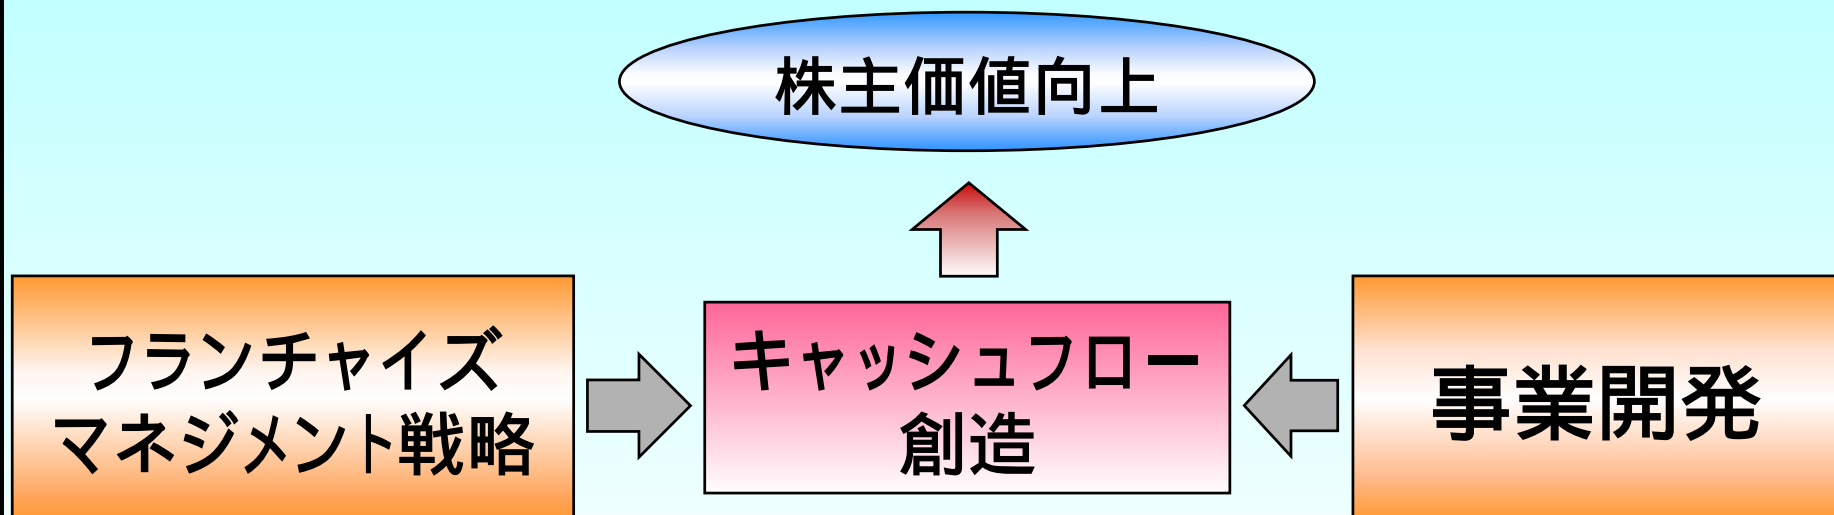 株主価値向上
フランチャイズ
マネジメント戦略
キャッシュフロー
創造
事業開発